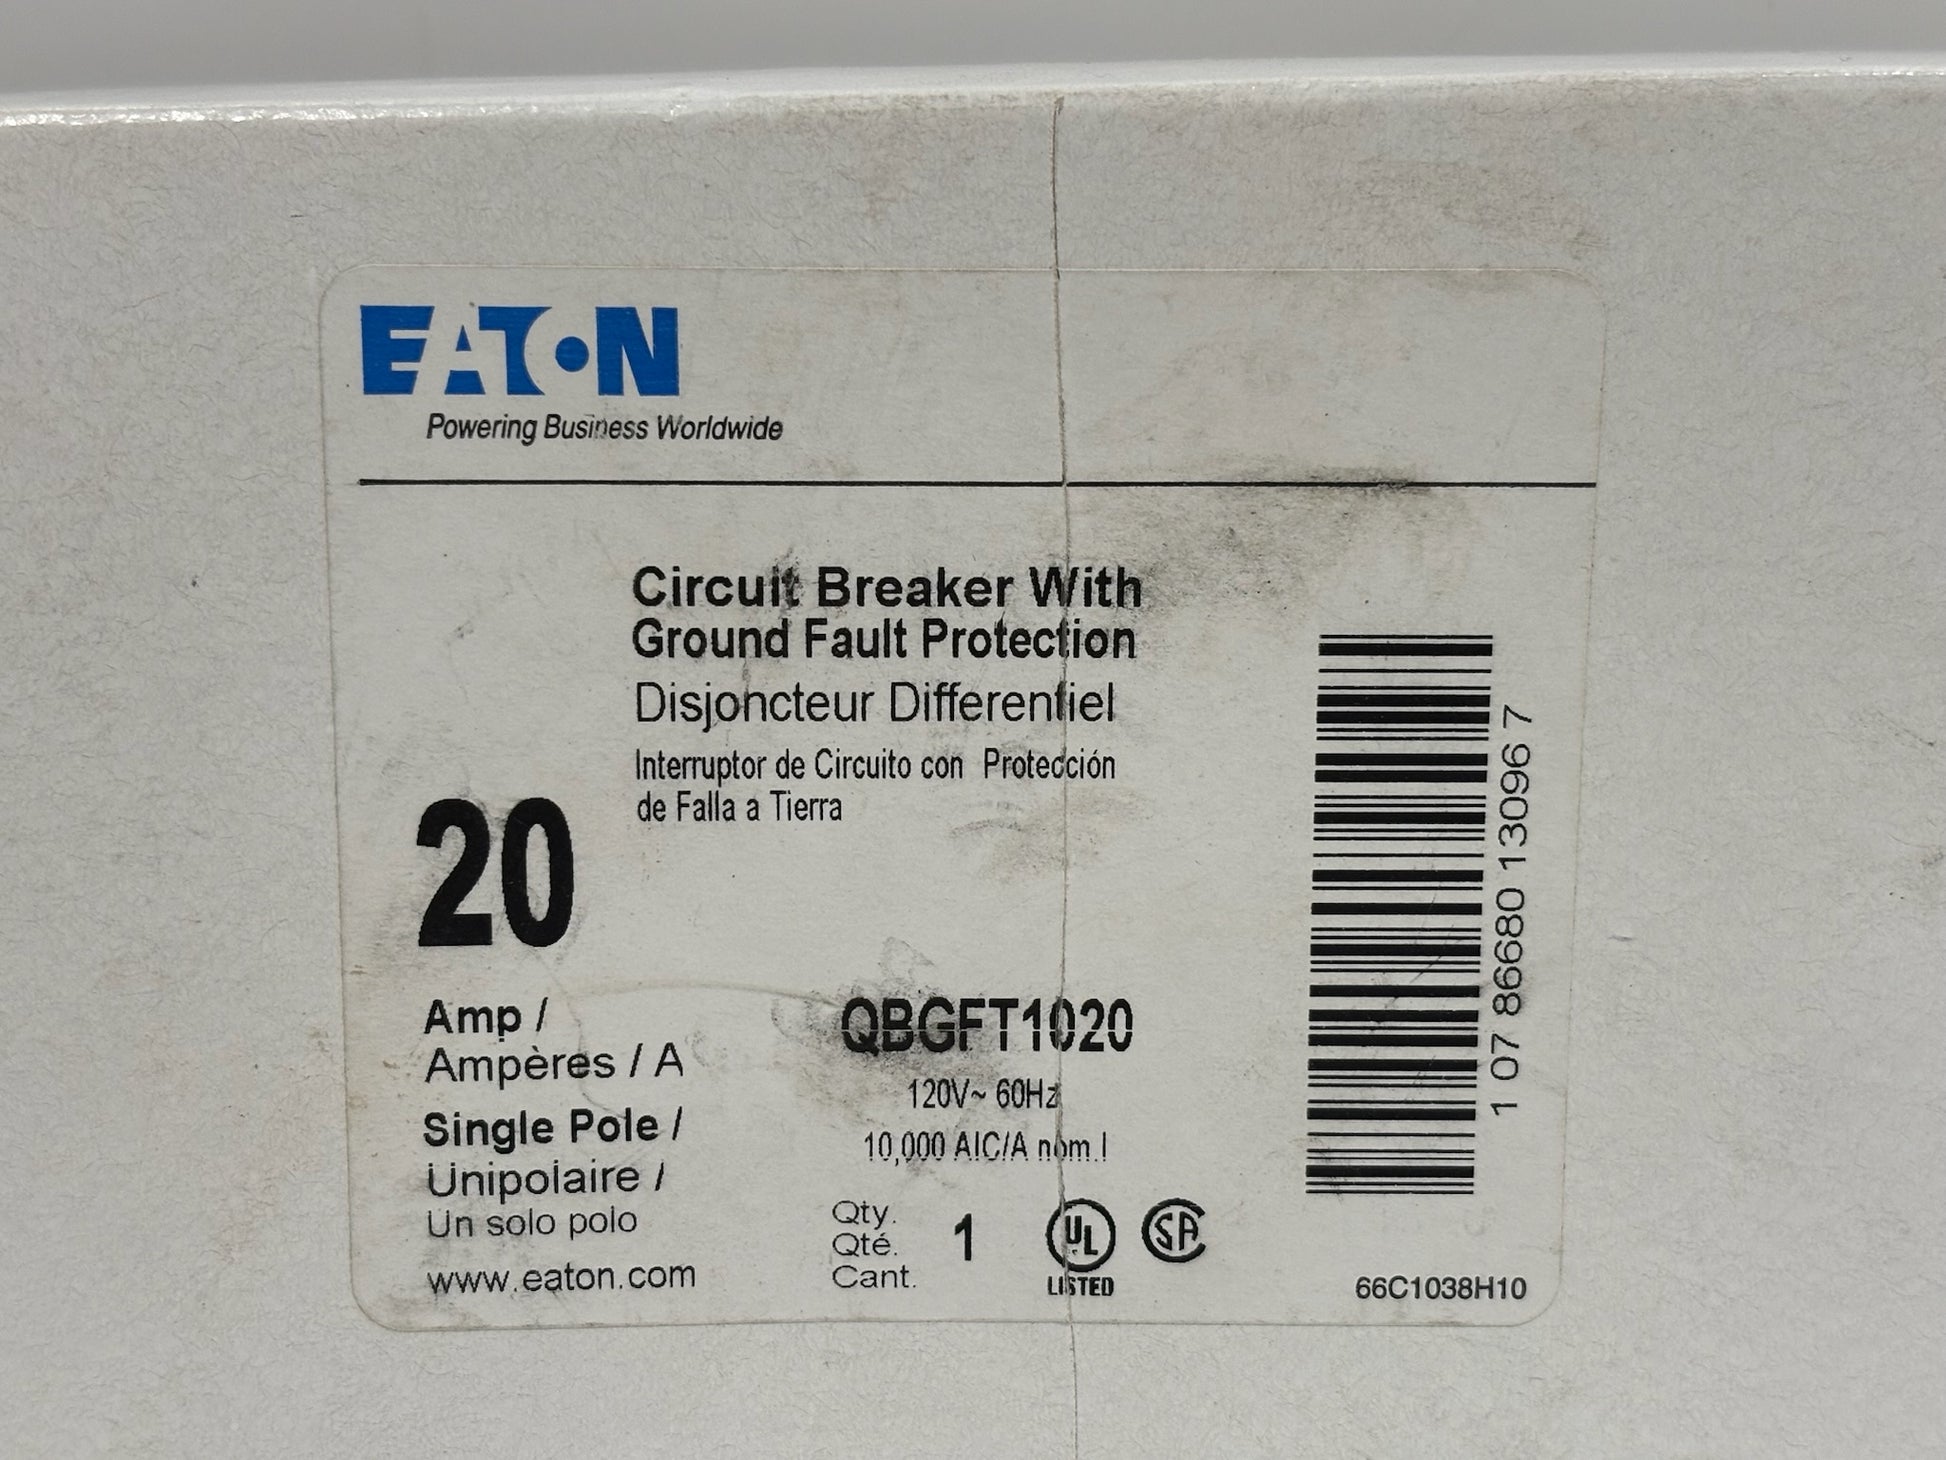 EATON
Powering Business Worldwide
Circuit Breaker With
Ground Fault Protection
Disjoncteur Differentiel
Interruptor de Circuito con Protección
de Falla a Tierra
20
Amp /
Ampères / A
Single Pole /
Unipolaire /
Un solo polo
www.eaton.com
QBGFT1020
120V~ 60Hz
10,000 AIC/A nom.I
Qty.
Qté.
Cant.
1
UL
LISTED
SA
1 07 86680 13096 7
66C1038H10